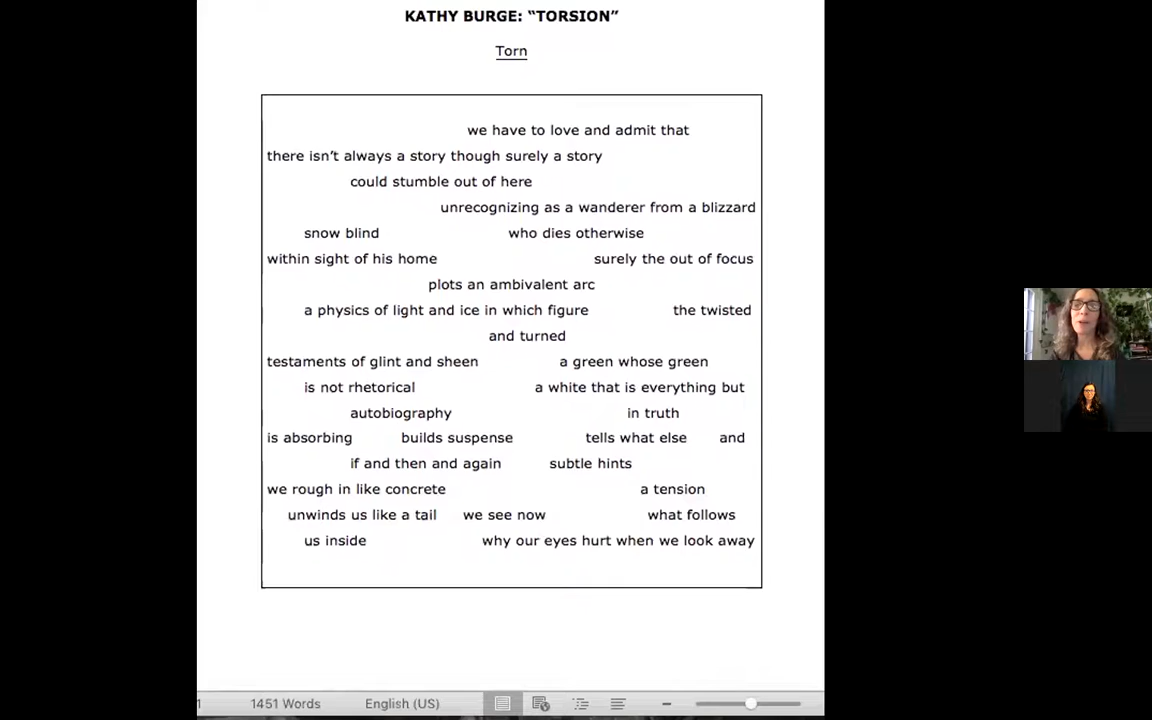 KATHY BURGE: “TORSION”
Torn
we have to love and admit that
there isn’t always a story though surely a story
could stumble out of here
unrecognizing as a wanderer from a blizzard
snow blind who dies otherwise
within sight of his home surely the out of focus
plots an ambivalent arc
a physics of light and ice in which figure the twisted
and turned
testaments of glint and sheen a green whose green
is not rhetorical a white that is everything but
autobiography in truth
is absorbing builds suspense tells what else and
if and then and again subtle hints
we rough in like concrete a tension
unwinds us like a tail we see now what follows
us inside why our eyes hurt when we look away
1 1451 Words English (US)